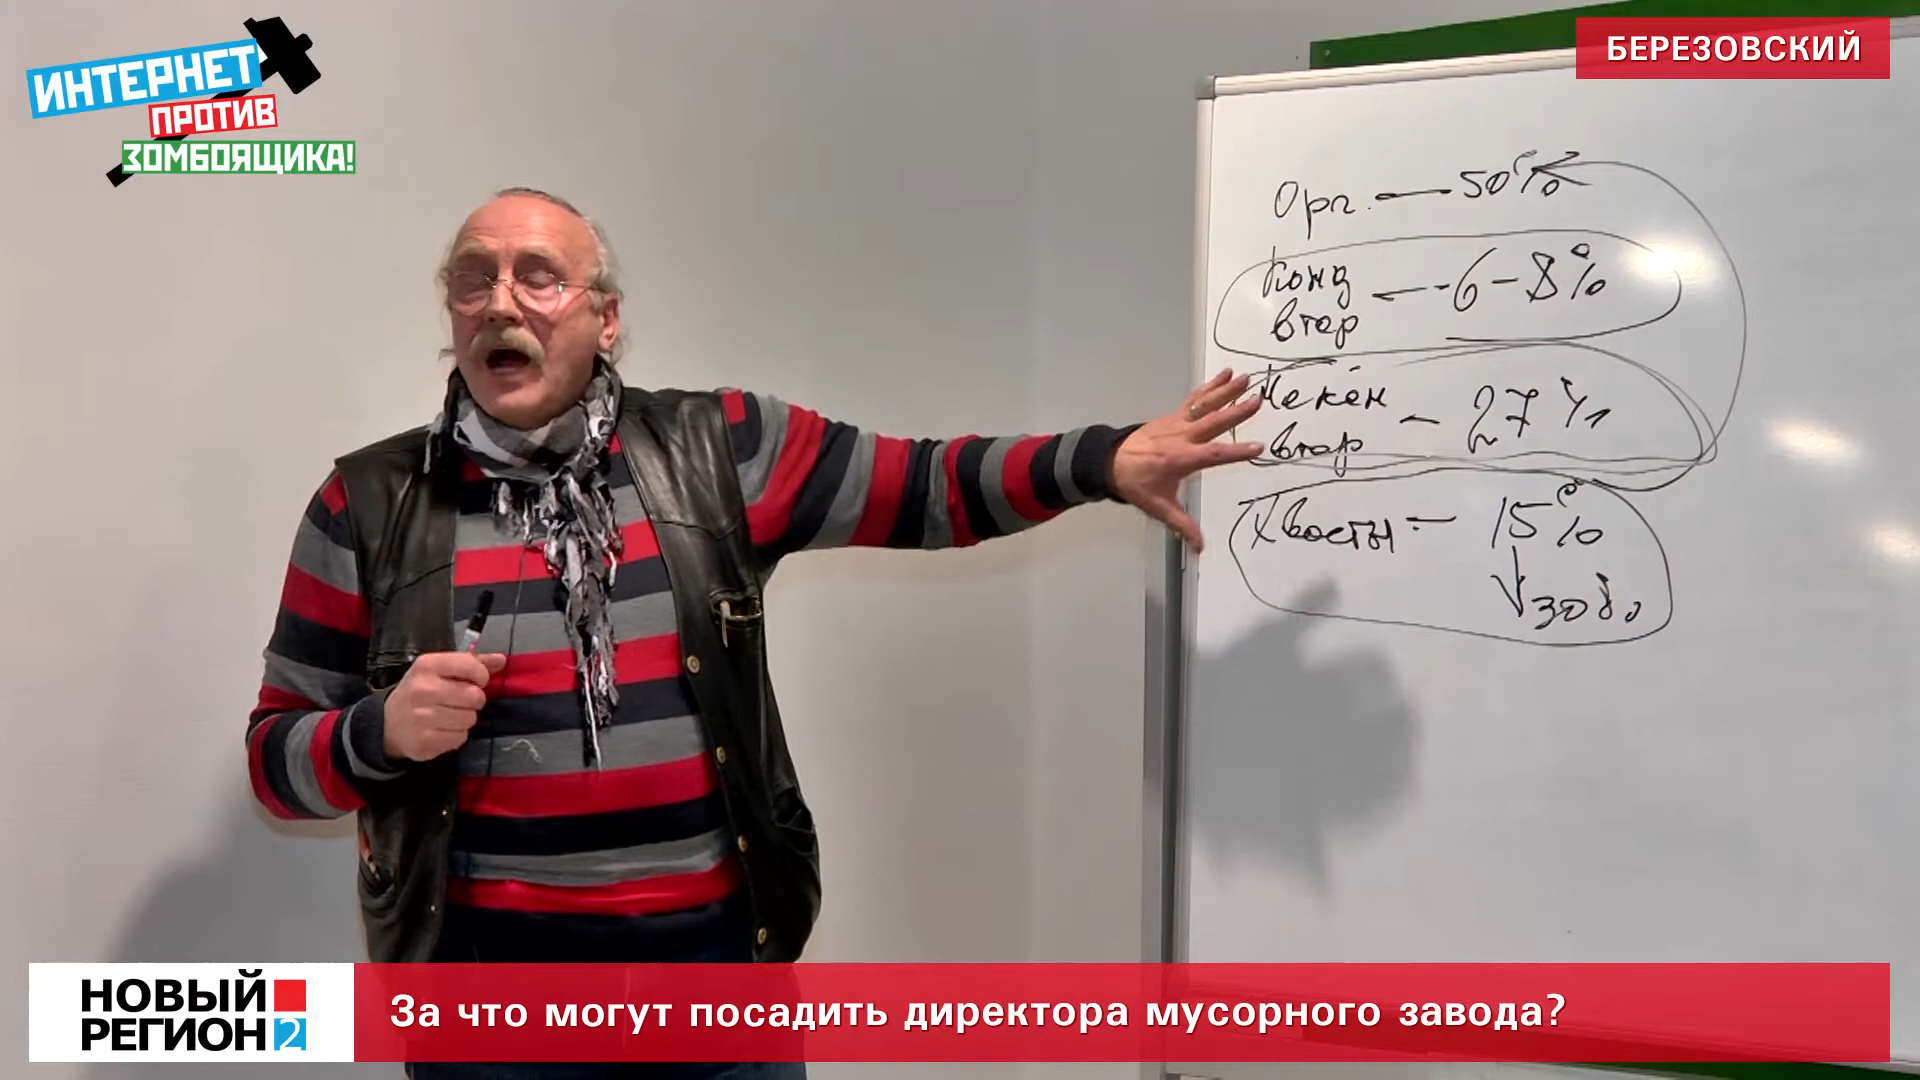 ИНТЕРНЕТ
ПРОТИВ
ЗОМБОЯЩИКА!
БЕРЕЗОВСКИЙ
Орг. — 50%
Конд
втор — 6-8%
Некон
втор — 27%
Хвосты — 15%
НОВЫЙ
РЕГИОН 2
За что могут посадить директора мусорного завода?